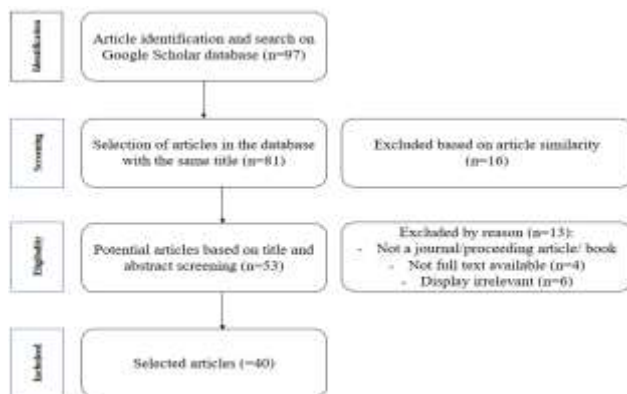 Identification
Article identification and search on
Google Scholar database (n=97)
Screening
Selection of articles in the database
with the same title (n=81)
Excluded based on article similarity
(n=16)
Eligibility
Potential articles based on title and
abstract screening (n=53)
Excluded by reason (n=13):
- Not a journal/proceeding article/ book
- Not full text available (n=4)
- Display irrelevant (n=6)
Included
Selected articles (=40)